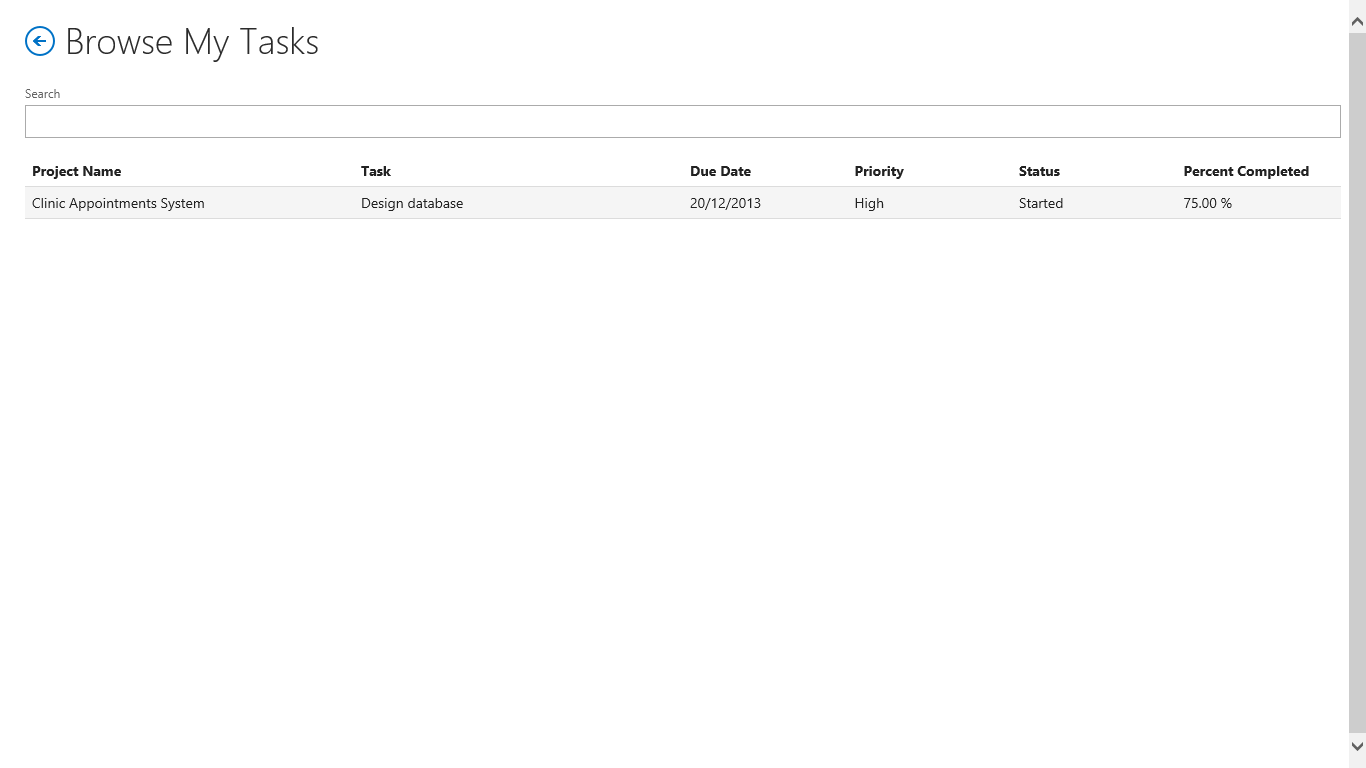 Browse My Tasks
Search
Project Name Task Due Date Priority Status Percent Completed
Clinic Appointments System Design database 20/12/2013 High Started 75.00 %